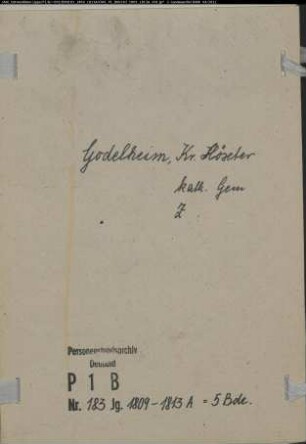 Godelheim, Kr. Höxter
kath. Gem
Z
Personenstandsarchiv
Detmold
P 1 B
Nr. 183 Jg. 1809-1813 A = 5 Bde.